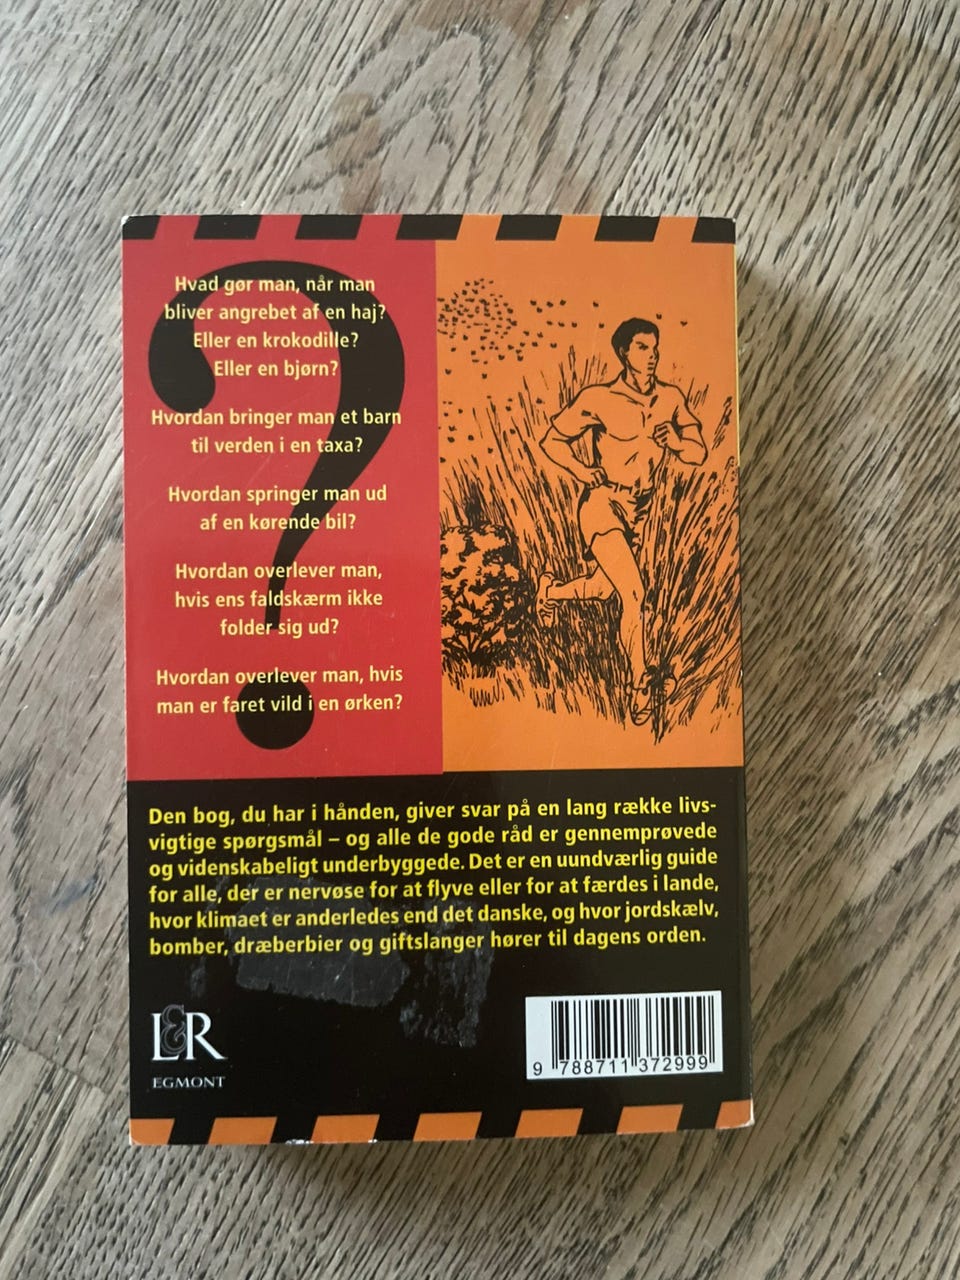 Hvad gør man, når man
bliver angrebet af en haj?
Eller en krokodille?
Eller en bjørn?
Hvordan bringer man et barn
til verden i en taxa?
Hvordan springer man ud
af en kørende bil?
Hvordan overlever man,
hvis ens faldskærm ikke
folder sig ud?
Hvordan overlever man, hvis
man er faret vild i en ørken?
Den bog, du har i hånden, giver svar på en lang række livs-
vigtige spørgsmål – og alle de gode råd er gennemprøvede
og videnskabeligt underbyggede. Det er en uundværlig guide
for alle, der er nervøse for at flyve eller for at færdes i lande,
hvor klimaet er anderledes end det danske, og hvor jordskælv,
bomber, dræberbier og giftslanger hører til dagens orden.
L&R
EGMONT
9 788711 372999